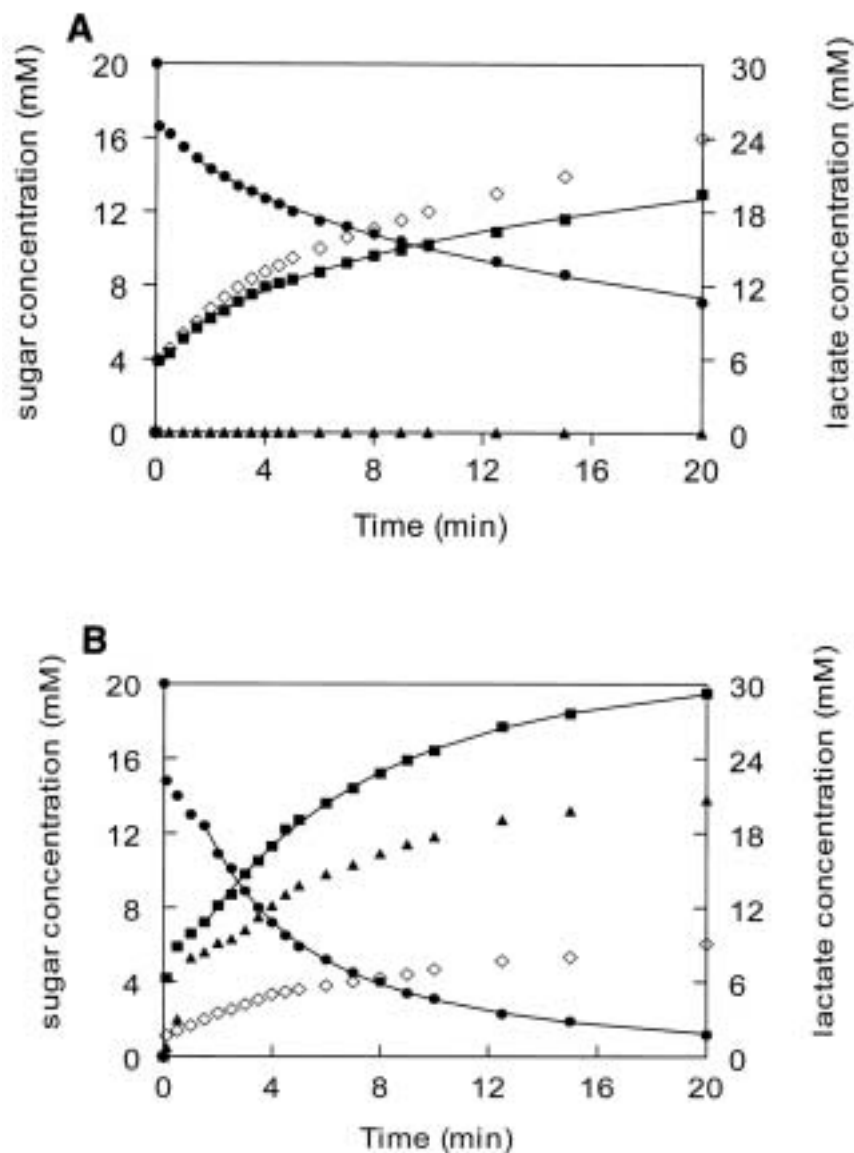 A
20
16
12
8
4
0
sugar concentration (mM)
30
24
18
12
6
0
lactate concentration (mM)
0 4 8 12 16 20
Time (min)
B
20
16
12
8
4
0
sugar concentration (mM)
30
24
18
12
6
0
lactate concentration (mM)
0 4 8 12 16 20
Time (min)